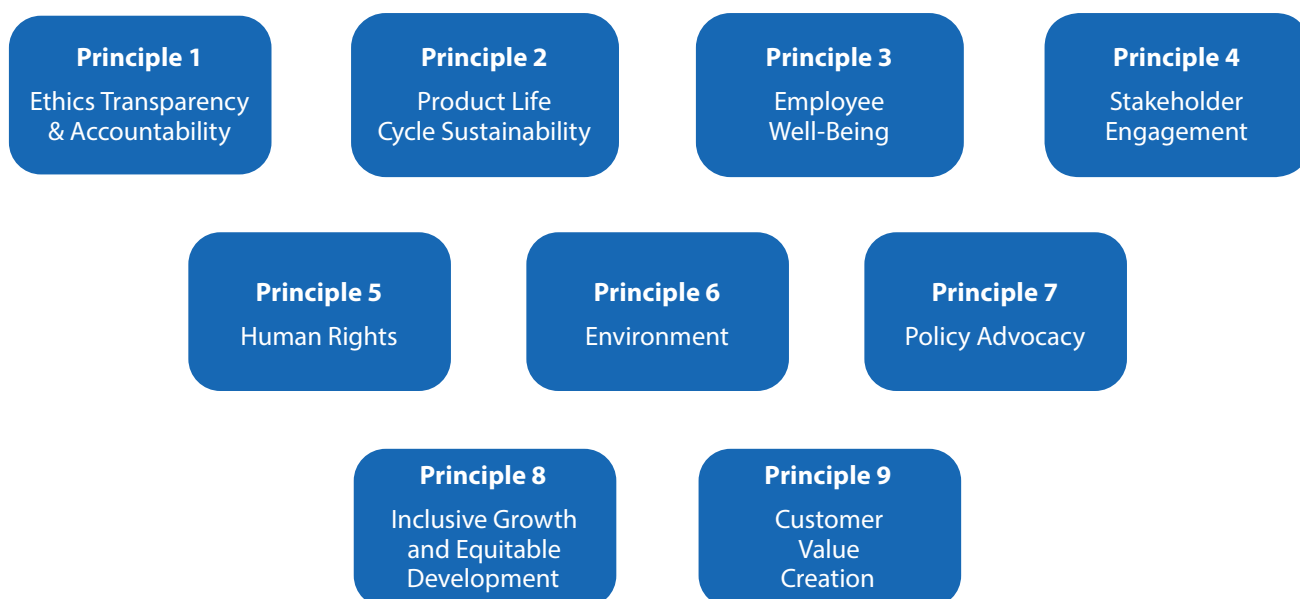 Principle 1
Ethics Transparency
& Accountability
Principle 2
Product Life
Cycle Sustainability
Principle 3
Employee
Well-Being
Principle 4
Stakeholder
Engagement
Principle 5
Human Rights
Principle 6
Environment
Principle 7
Policy Advocacy
Principle 8
Inclusive Growth
and Equitable
Development
Principle 9
Customer
Value
Creation